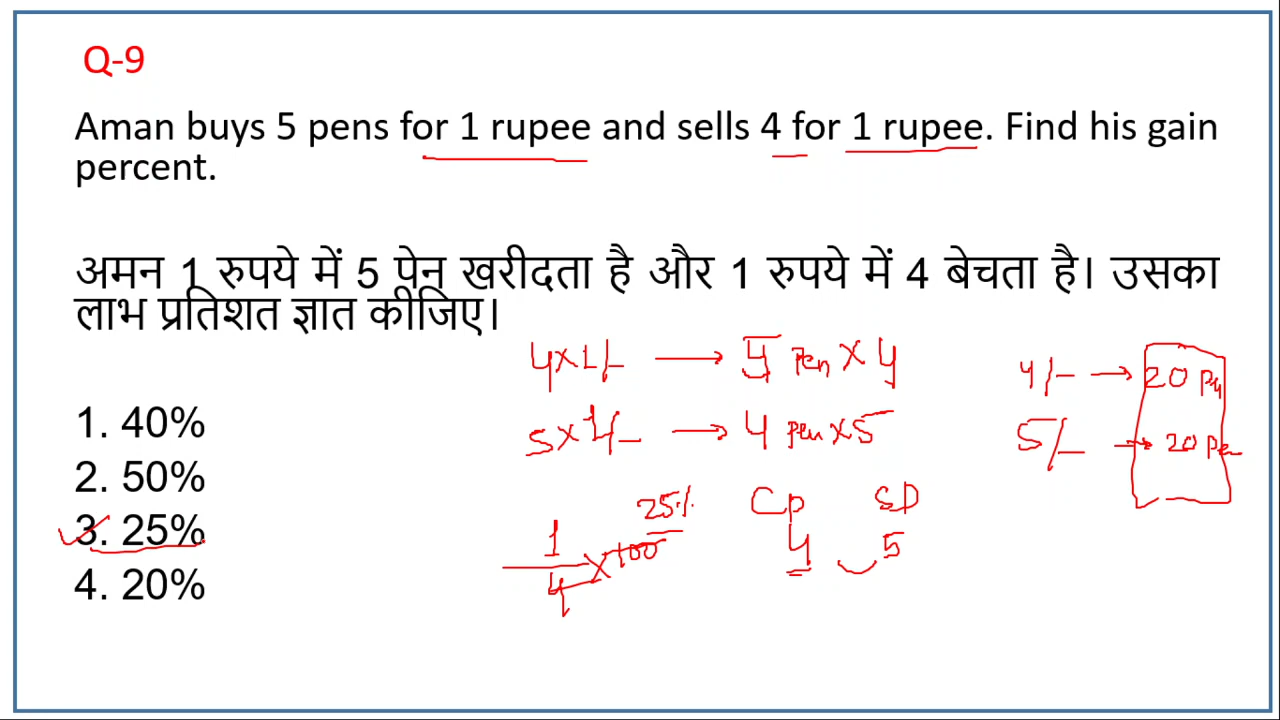 Q-9
Aman buys 5 pens for 1 rupee and sells 4 for 1 rupee. Find his gain
percent.
अमन 1 रुपये में 5 पेन खरीदता है और 1 रुपये में 4 बेचता है। उसका
लाभ प्रतिशत ज्ञात कीजिए।
4×1/- → 5 Pen × 4
4/- → 20 Pen
1. 40%
5×1/- → 4 Pen ×5
5/- → 20 Pen
2. 50%
25% CP SP
3. 25%
1/4 × 100 4 5
4. 20%